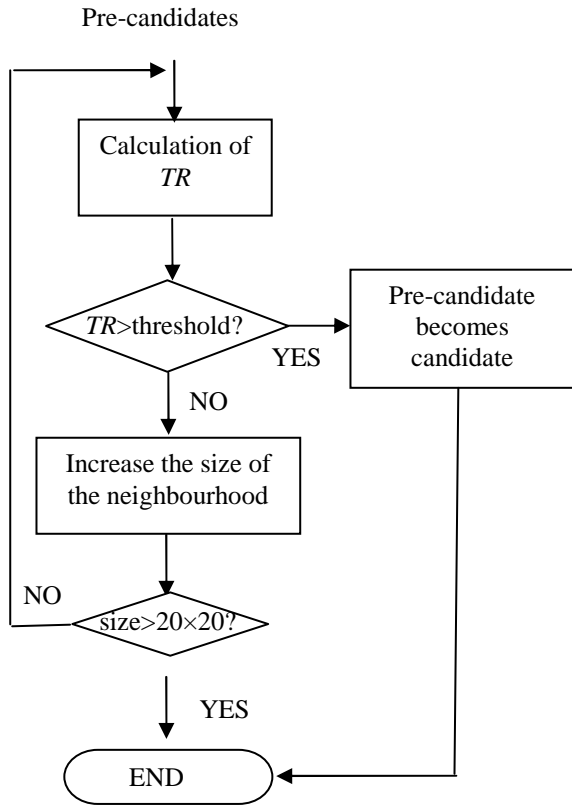 Pre-candidates
Calculation of
TR
TR>threshold?
YES
Pre-candidate
becomes
candidate
NO
Increase the size of
the neighbourhood
NO
size>20×20?
YES
END